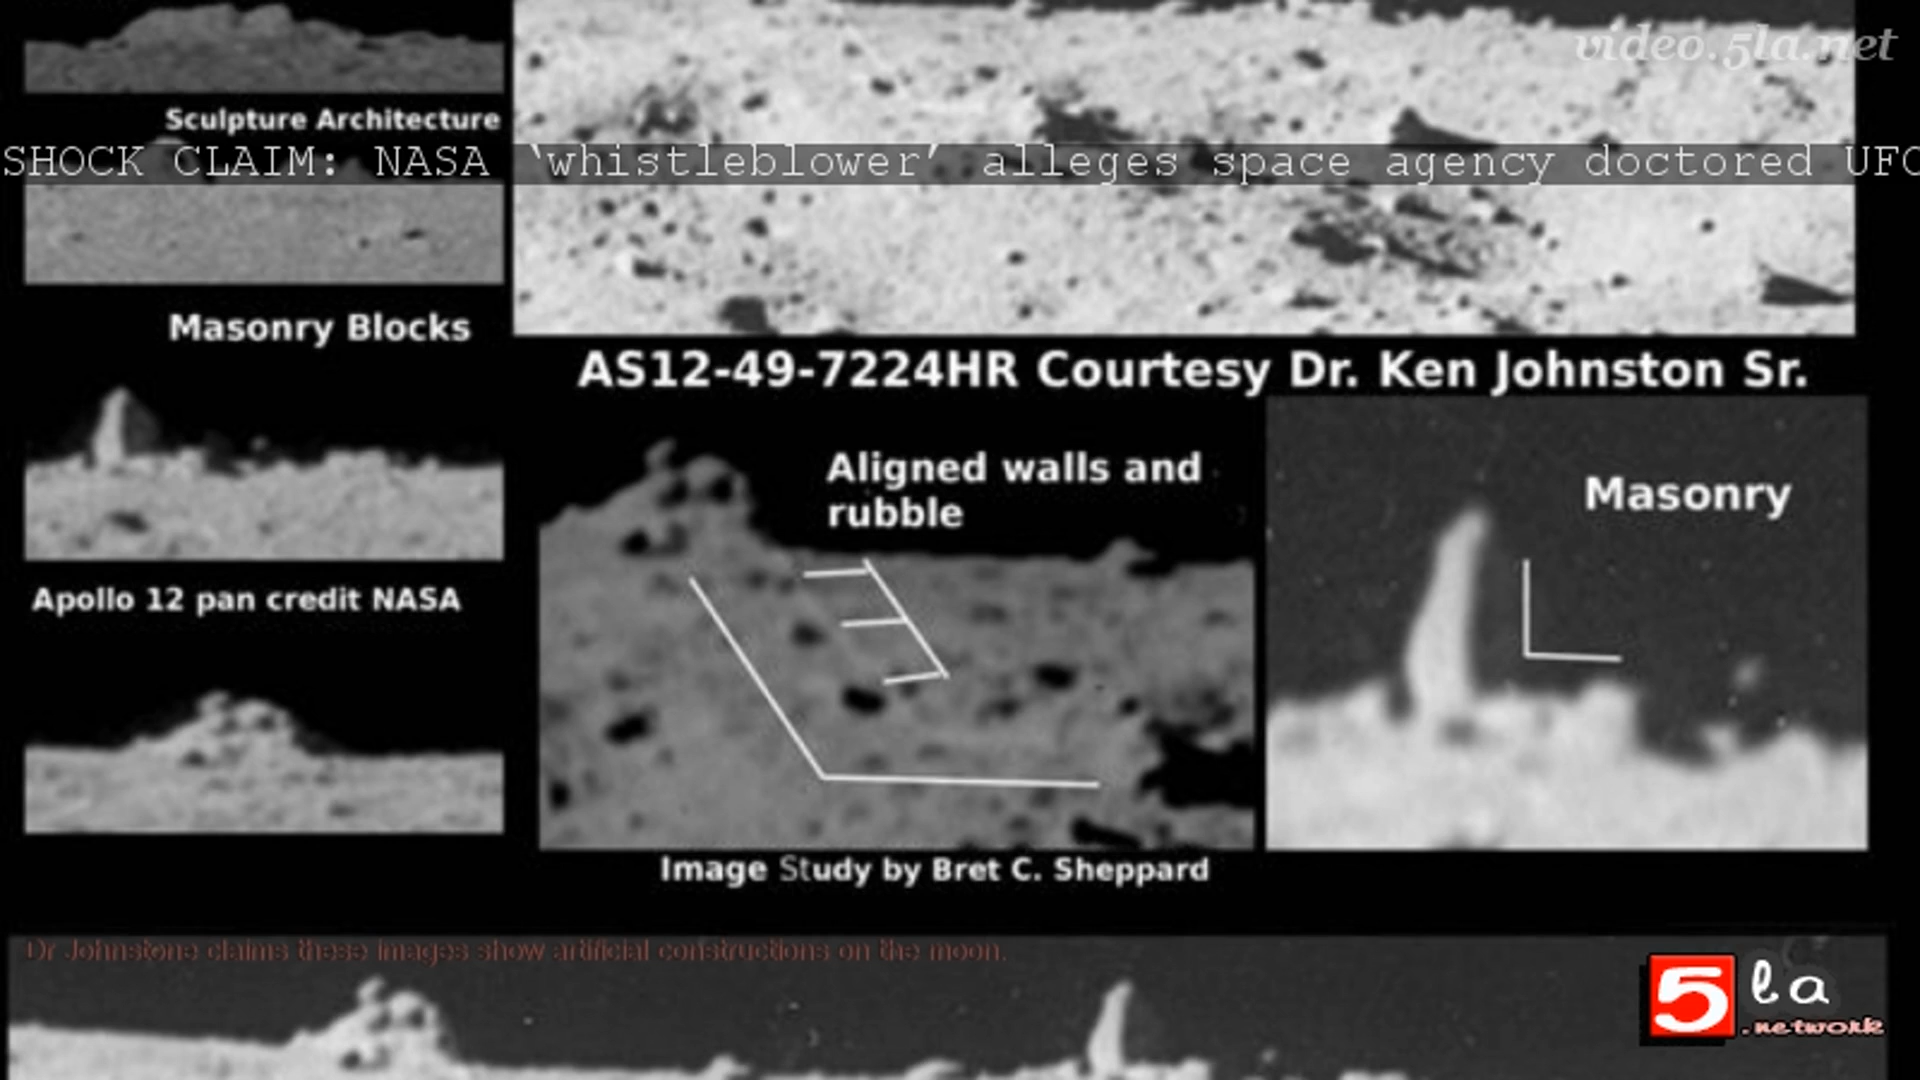 video.5la.net
Sculpture Architecture
SHOCK CLAIM: NASA ‘whistleblower’ alleges space agency doctored UFO
Masonry Blocks
AS12-49-7224HR Courtesy Dr. Ken Johnston Sr.
Aligned walls and
rubble
Masonry
Apollo 12 pan credit NASA
Image Study by Bret C. Sheppard
Dr Johnstone claims these images show artificial constructions on the moon.
5la
.network